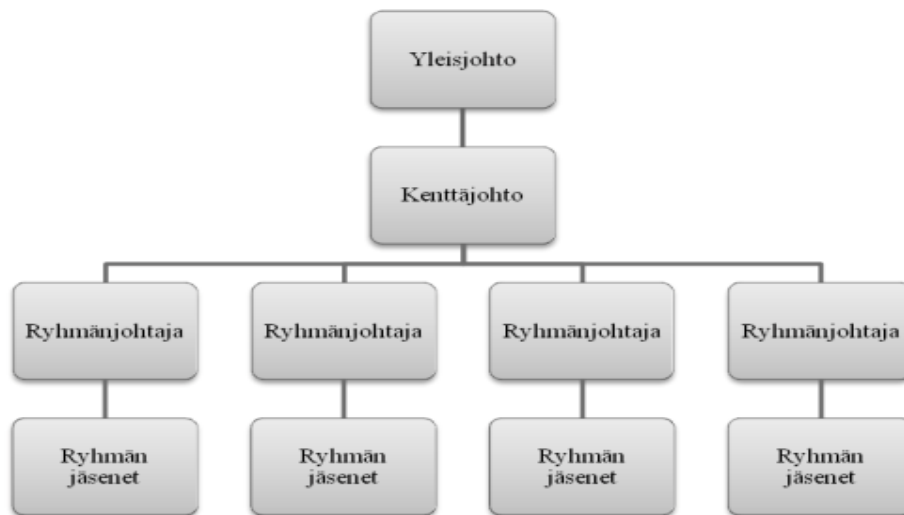 Yleisjohto
Kenttäjohto
Ryhmänjohtaja
Ryhmänjohtaja
Ryhmänjohtaja
Ryhmänjohtaja
Ryhmän
jäsenet
Ryhmän
jäsenet
Ryhmän
jäsenet
Ryhmän
jäsenet